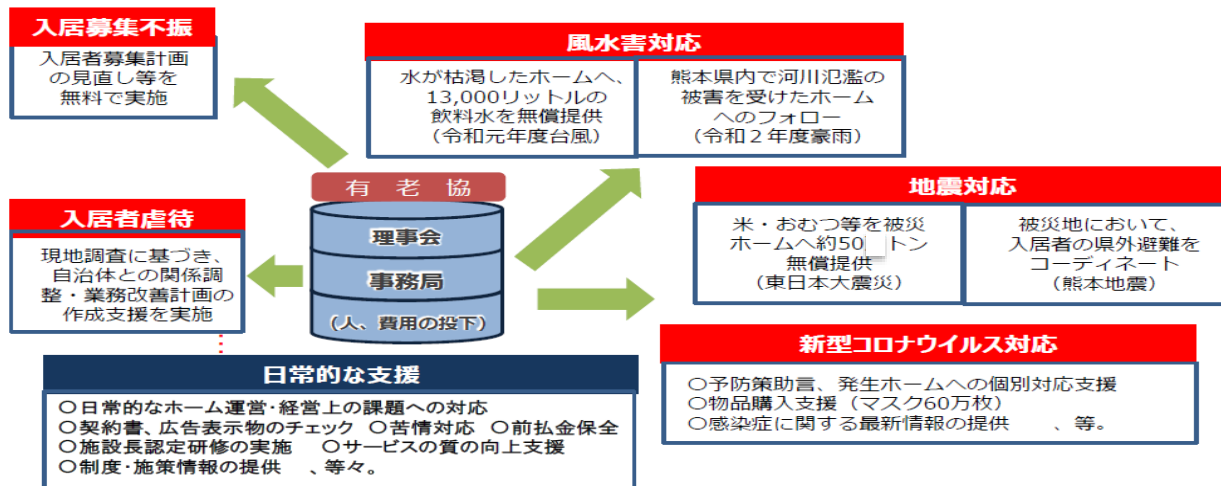 入居募集不振
入居者募集計画
の見直し等を
無料で実施
風水害対応
水が枯渇したホームへ、
13,000リットルの
飲料水を無償提供
（令和元年度台風）
熊本県内で河川氾濫の
被害を受けたホーム
へのフォロー
（令和２年度豪雨）
有 老 協
理事会
事務局
（人、費用の投下）
入居者虐待
現地調査に基づき、
自治体との関係調
整・業務改善計画の
作成支援を実施
地震対応
米・おむつ等を被災
ホームへ約50 トン
無償提供
（東日本大震災）
被災地において、
入居者の県外避難を
コーディネート
（熊本地震）
新型コロナウイルス対応
○予防策助言、発生ホームへの個別対応支援
○物品購入支援（マスク60万枚）
○感染症に関する最新情報の提供 、等。
日常的な支援
○日常的なホーム運営・経営上の課題への対応
○契約書、広告表示物のチェック ○苦情対応 ○前払金保全
○施設長認定研修の実施 ○サービスの質の向上支援
○制度・施策情報の提供 、等々。